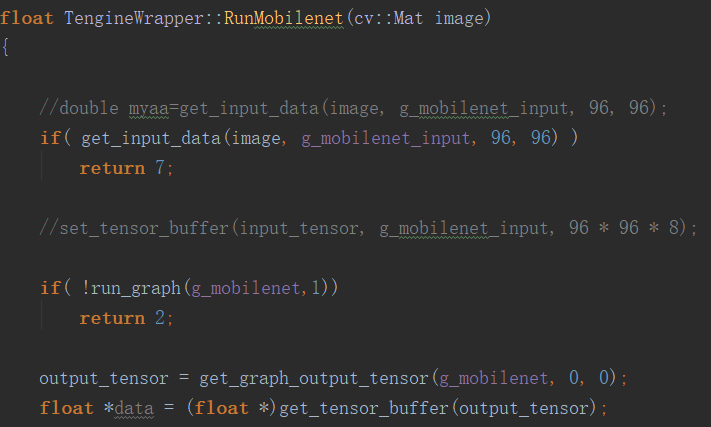 float TengineWrapper::RunMobilenet(cv::Mat image)
{
//double myaa=get_input_data(image, g_mobilenet_input, 96, 96);
if( get_input_data(image, g_mobilenet_input, 96, 96) )
return 7;
//set_tensor_buffer(input_tensor, g_mobilenet_input, 96 * 96 * 8);
if( !run_graph(g_mobilenet,1))
return 2;
output_tensor = get_graph_output_tensor(g_mobilenet, 0, 0);
float *data = (float *)get_tensor_buffer(output_tensor);